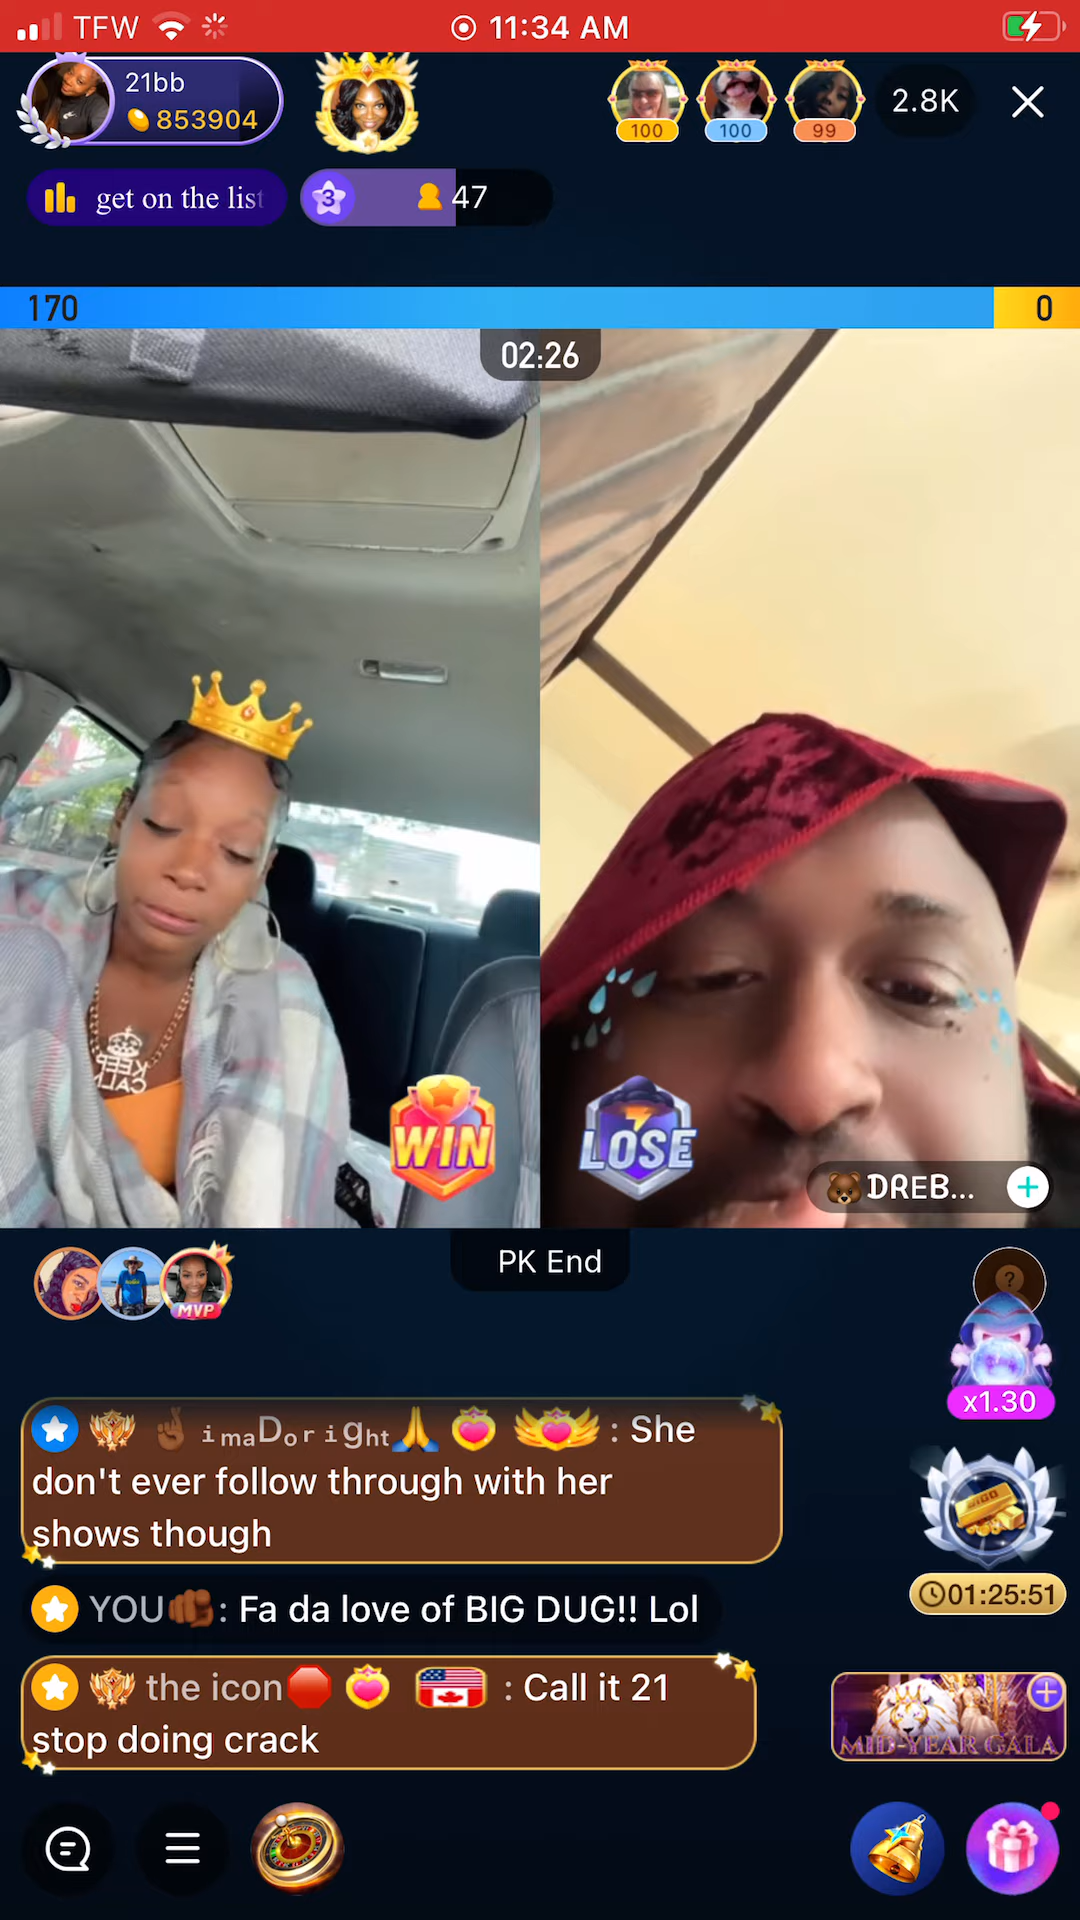 TFW 11:34 AM
21bb
853904
100 100 99 2.8K
get on the list 3 47
170 0
02:26
KEEP
CALM
WIN LOSE
DREB...
PK End
MVP
?
x1.30
imaDoright : She
don't ever follow through with her
shows though
BIGO
YOU : Fa da love of BIG DUG!! Lol
01:25:51
the icon : Call it 21
stop doing crack
MID-YEAR GALA